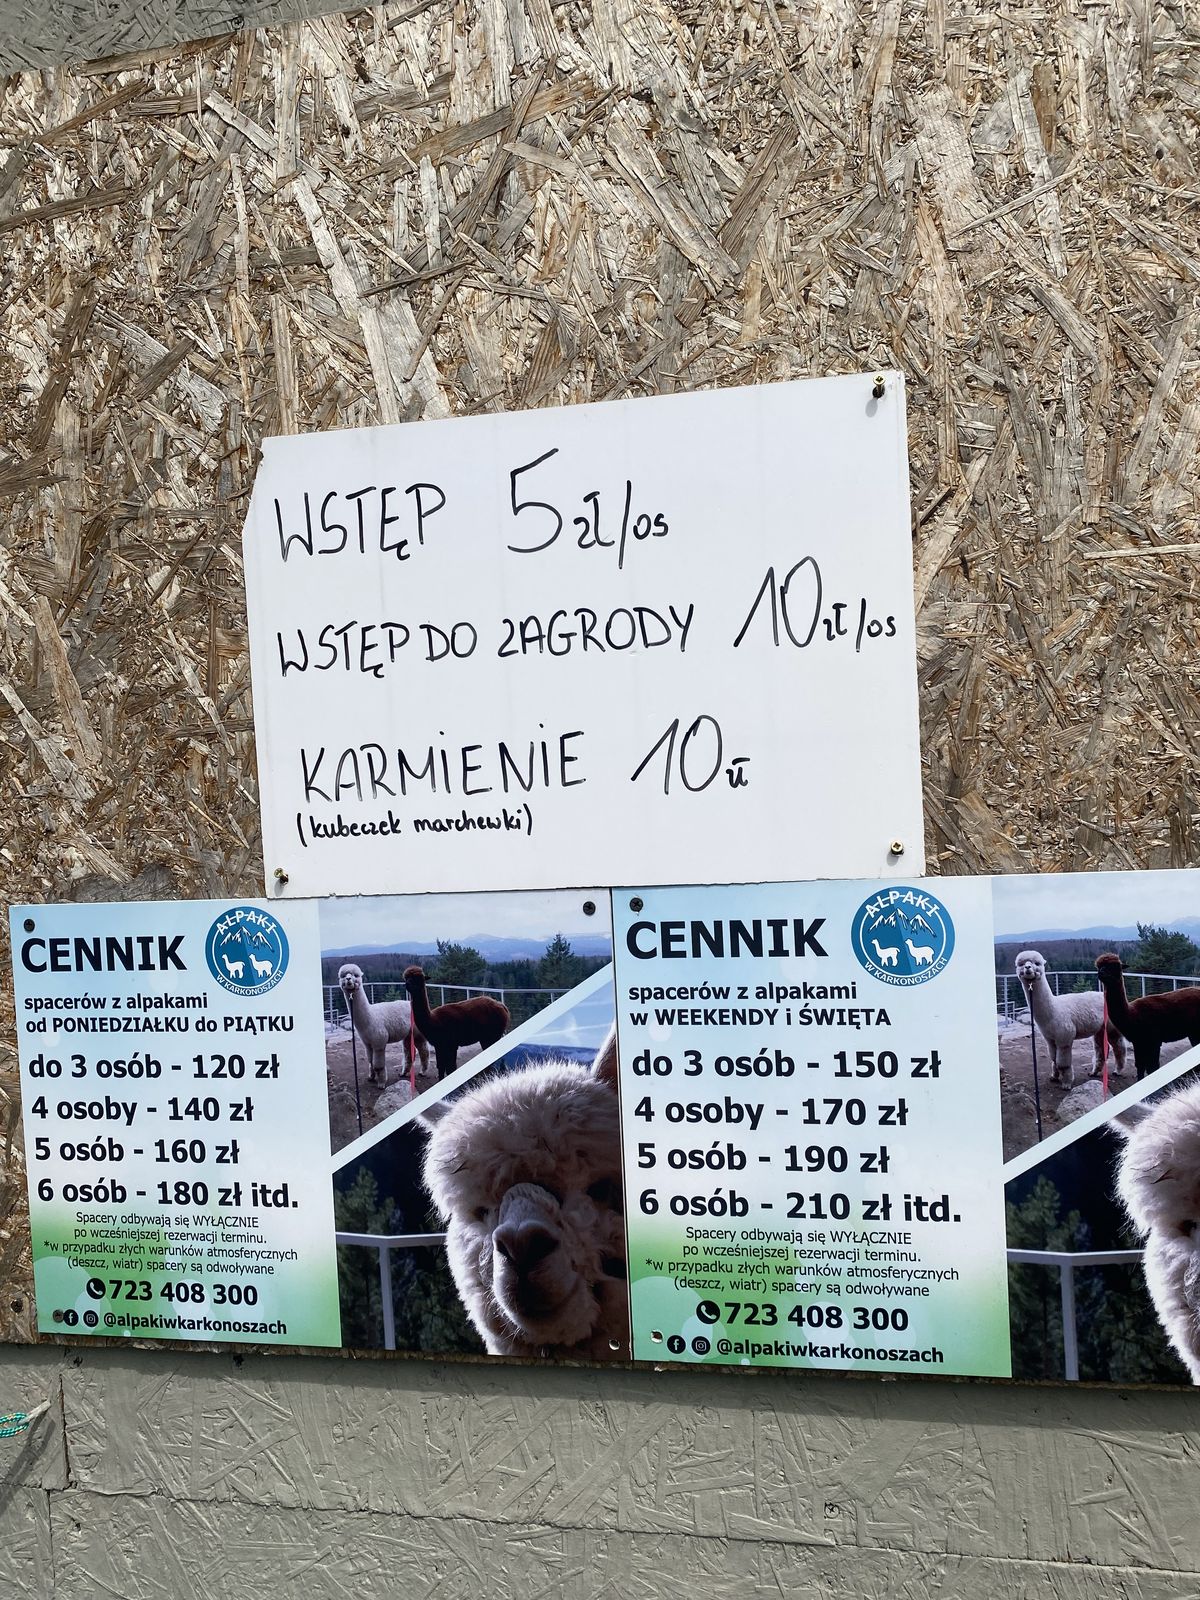 WSTĘP 5zł/os
WSTĘP DO ZAGRODY 10zł/os
KARMiENiE 10zł
(kubeczek marchewki)
CENNIK
ALPAKI
W KARKONOSZACH
spacerów z alpakami
od PONIEDZIAŁKU do PIĄTKU
do 3 osób - 120 zł
4 osoby - 140 zł
5 osób - 160 zł
6 osób - 180 zł itd.
Spacery odbywają się WYŁĄCZNIE
po wcześniejszej rezerwacji terminu.
*w przypadku złych warunków atmosferycznych
(deszcz, wiatr) spacery są odwoływane
723 408 300
@alpakiwkarkonoszach
CENNIK
ALPAKI
W KARKONOSZACH
spacerów z alpakami
w WEEKENDY i ŚWIĘTA
do 3 osób - 150 zł
4 osoby - 170 zł
5 osób - 190 zł
6 osób - 210 zł itd.
Spacery odbywają się WYŁĄCZNIE
po wcześniejszej rezerwacji terminu.
*w przypadku złych warunków atmosferycznych
(deszcz, wiatr) spacery są odwoływane
723 408 300
@alpakiwkarkonoszach